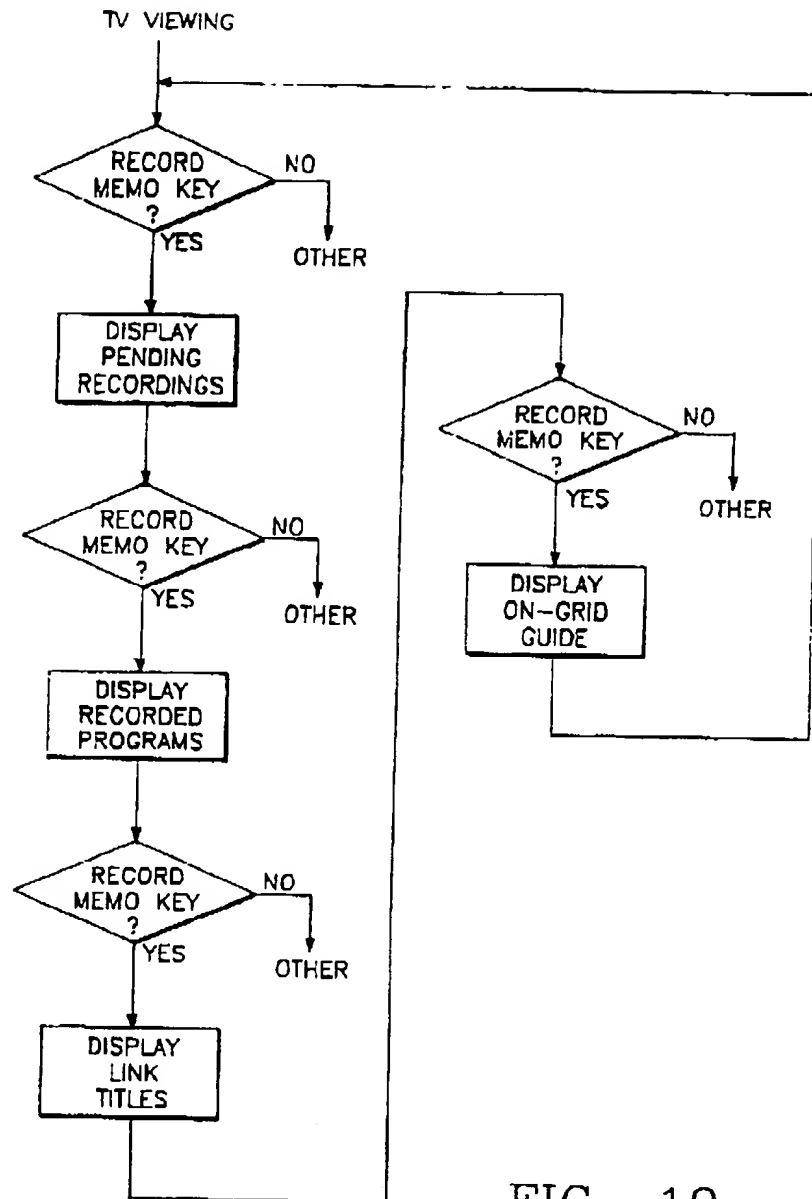 TV VIEWING
RECORD
MEMO KEY
?
NO
YES
OTHER
DISPLAY
PENDING
RECORDINGS
RECORD
MEMO KEY
?
NO
YES
OTHER
DISPLAY
RECORDED
PROGRAMS
RECORD
MEMO KEY
?
NO
YES
OTHER
DISPLAY
LINK
TITLES
RECORD
MEMO KEY
?
NO
YES
OTHER
DISPLAY
ON-GRID
GUIDE
FIG. 10